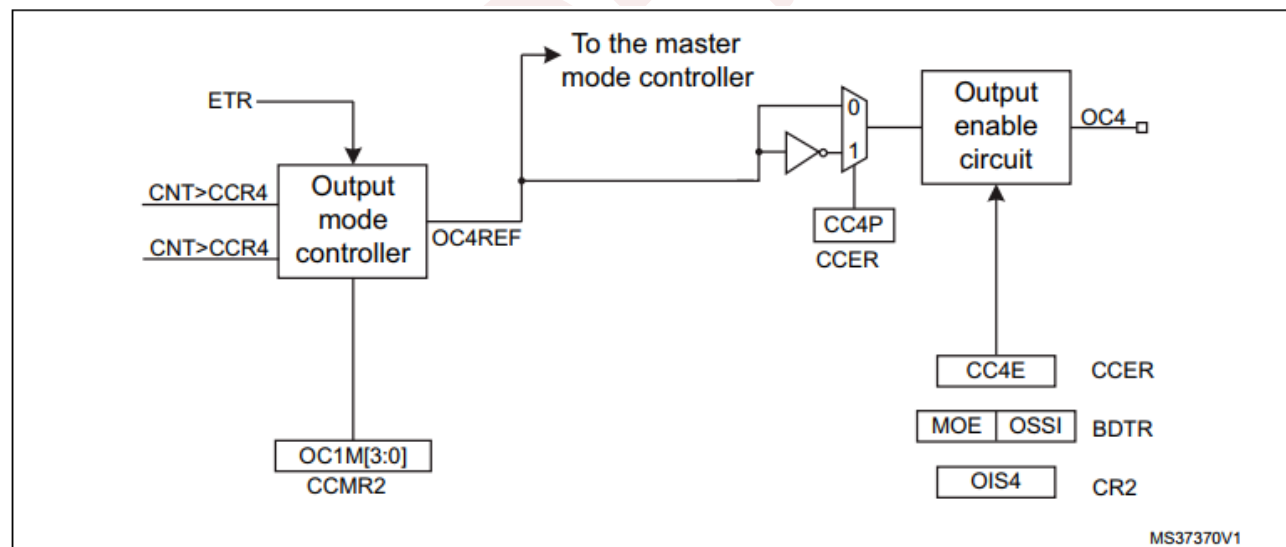 To the master
mode controller
ETR
0
1
Output
enable
circuit
OC4
CNT>CCR4
CNT>CCR4
Output
mode
controller
OC4REF
CC4P
CCER
CC4E
CCER
MOE OSSI BDTR
OC1M[3:0]
CCMR2
OIS4
CR2
MS37370V1